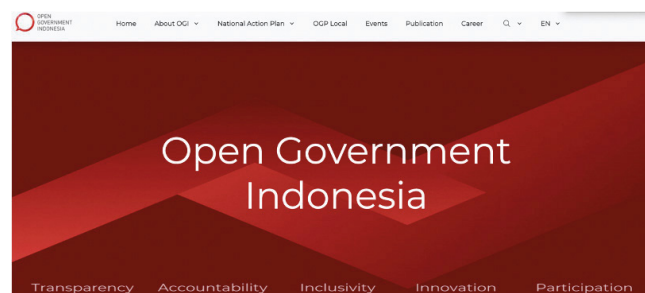 OPEN
GOVERNMENT
INDONESIA
Home About OGI National Action Plan OGP Local Events Publication Career EN
Open Government
Indonesia
Transparency Accountability Inclusivity Innovation Participation